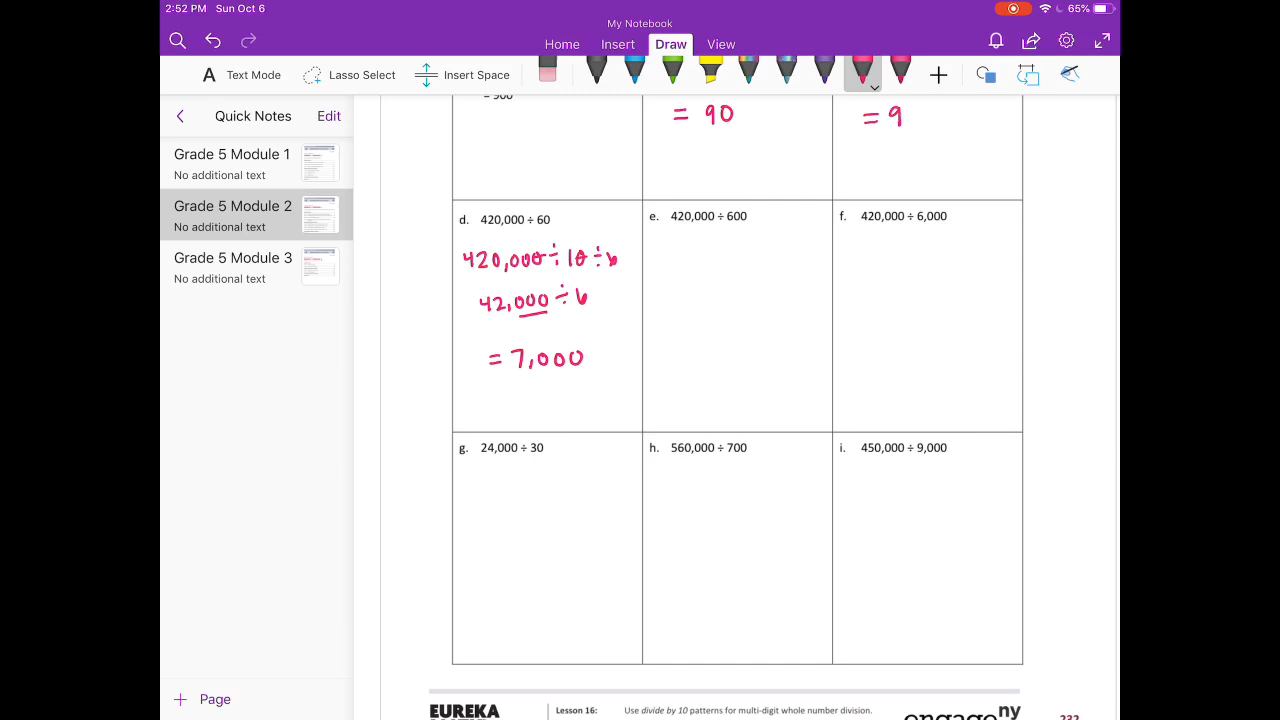 2:52 PM Sun Oct 6
65%
My Notebook
Home Insert Draw View
A Text Mode Lasso Select Insert Space
Quick Notes Edit
Grade 5 Module 1
No additional text
Grade 5 Module 2
No additional text
Grade 5 Module 3
No additional text
+ Page
= 900
= 90
= 9
d. 420,000 ÷ 60
420,000 ÷ 10 ÷ 6
42,000 ÷ 6
= 7,000
e. 420,000 ÷ 600
f. 420,000 ÷ 6,000
g. 24,000 ÷ 30
h. 560,000 ÷ 700
i. 450,000 ÷ 9,000
EUREKA
Lesson 16: Use divide by 10 patterns for multi-digit whole number division.
engage ny
232